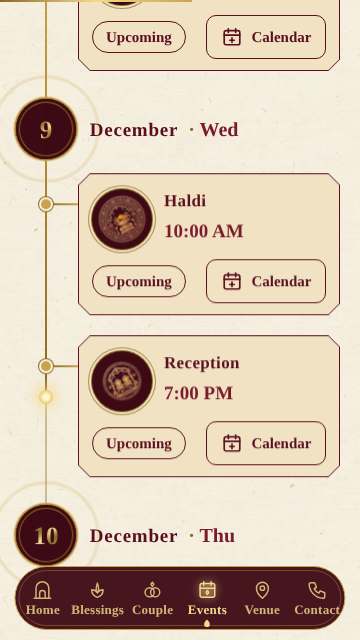 Upcoming Calendar
9 December · Wed
Haldi
10:00 AM
Upcoming Calendar
Reception
7:00 PM
Upcoming Calendar
10 December · Thu
Home Blessings Couple Events Venue Contact